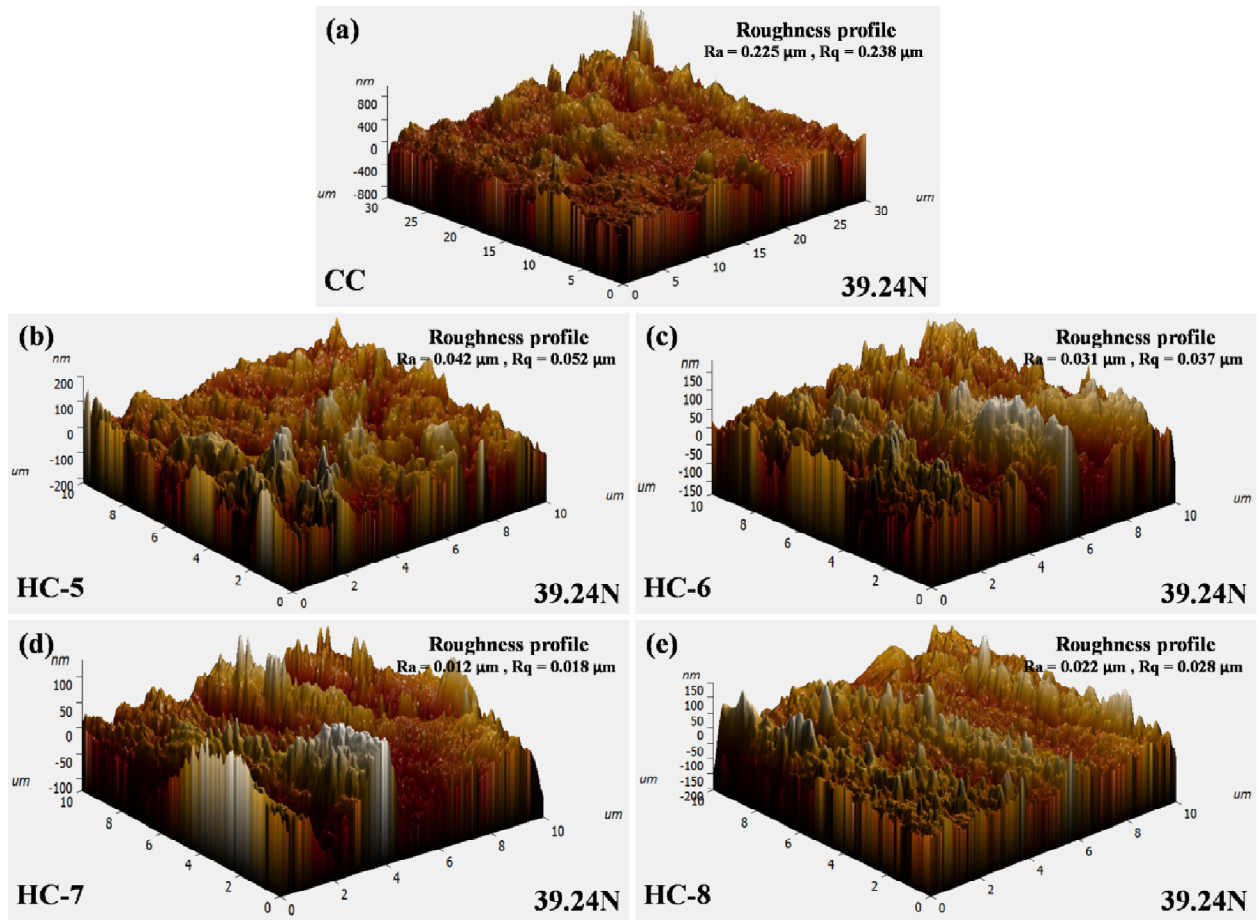 (a)
Roughness profile
Ra = 0.225 µm , Rq = 0.238 µm
nm
800
400
0
-400
-800
um
30
25
20
15
10
5
0
0
5
10
15
20
25
30
um
CC
39.24N
(b)
Roughness profile
Ra = 0.042 µm , Rq = 0.052 µm
nm
200
100
0
-100
-200
um
10
8
6
4
2
0
0
2
4
6
8
10
um
HC-5
39.24N
(c)
Roughness profile
Ra = 0.031 µm , Rq = 0.037 µm
nm
150
100
50
0
-50
-100
-150
um
10
8
6
4
2
0
0
2
4
6
8
10
um
HC-6
39.24N
(d)
Roughness profile
Ra = 0.012 µm , Rq = 0.018 µm
nm
100
50
0
-50
-100
um
10
8
6
4
2
0
0
2
4
6
8
10
um
HC-7
39.24N
(e)
Roughness profile
Ra = 0.022 µm , Rq = 0.028 µm
nm
150
100
50
0
-50
-100
-150
-200
um
10
8
6
4
2
0
0
2
4
6
8
10
um
HC-8
39.24N